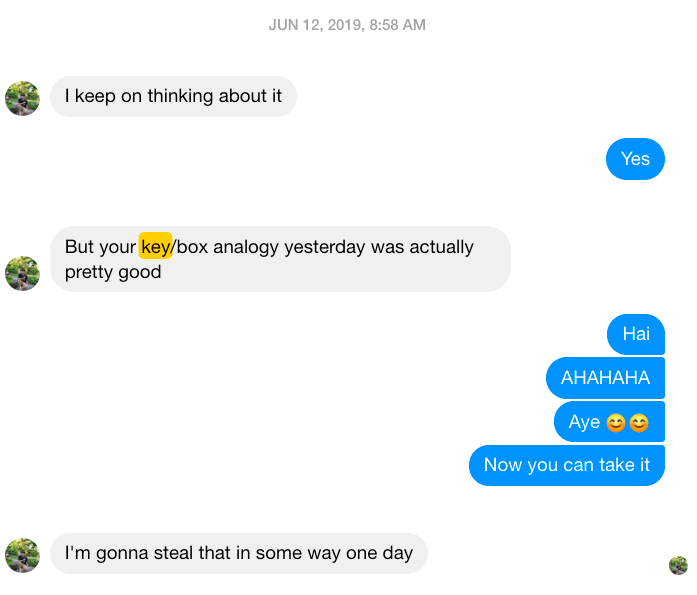 JUN 12, 2019, 8:58 AM
I keep on thinking about it
Yes
But your key/box analogy yesterday was actually
pretty good
Hai
AHAHAHA
Aye 😊😊
Now you can take it
I'm gonna steal that in some way one day